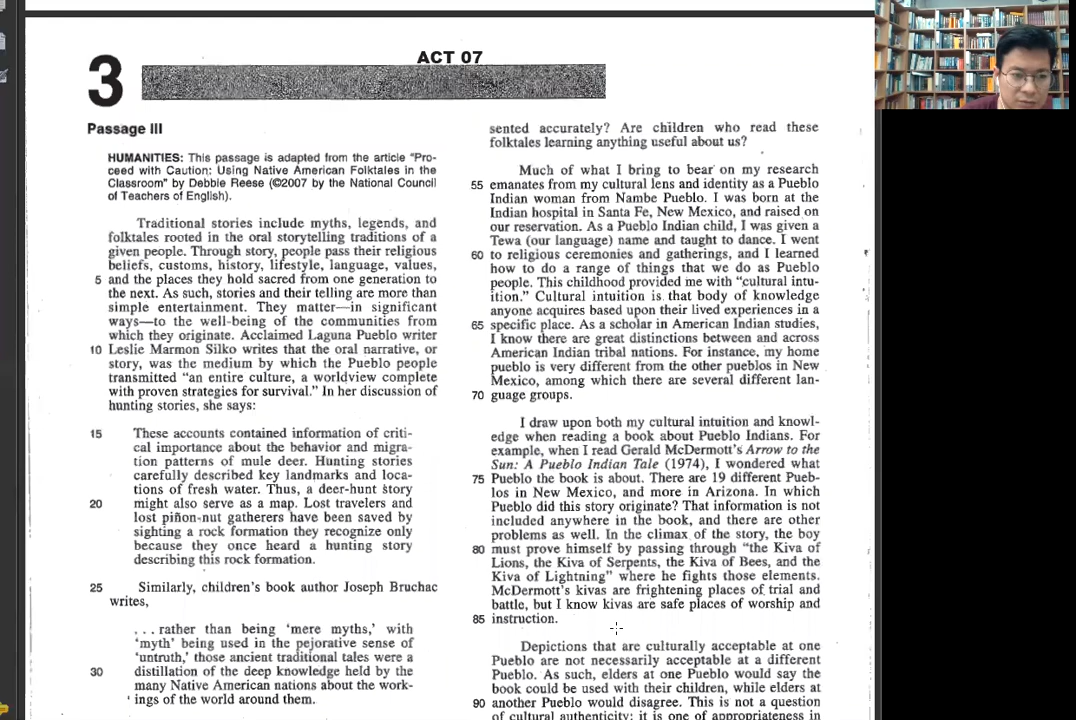 3
ACT 07
Passage III
HUMANITIES: This passage is adapted from the article “Pro-
ceed with Caution: Using Native American Folktales in the
Classroom” by Debbie Reese (©2007 by the National Council
of Teachers of English).
Traditional stories include myths, legends, and
folktales rooted in the oral storytelling traditions of a
given people. Through story, people pass their religious
beliefs, customs, history, lifestyle, language, values,
5 and the places they hold sacred from one generation to
the next. As such, stories and their telling are more than
simple entertainment. They matter—in significant
ways—to the well-being of the communities from
which they originate. Acclaimed Laguna Pueblo writer
10 Leslie Marmon Silko writes that the oral narrative, or
story, was the medium by which the Pueblo people
transmitted “an entire culture, a worldview complete
with proven strategies for survival.” In her discussion of
hunting stories, she says:
15 These accounts contained information of criti-
cal importance about the behavior and migra-
tion patterns of mule deer. Hunting stories
carefully described key landmarks and loca-
tions of fresh water. Thus, a deer-hunt story
20 might also serve as a map. Lost travelers and
lost piñon-nut gatherers have been saved by
sighting a rock formation they recognize only
because they once heard a hunting story
describing this rock formation.
25 Similarly, children’s book author Joseph Bruchac
writes,
. . . rather than being ‘mere myths,’ with
‘myth’ being used in the pejorative sense of
‘untruth,’ those ancient traditional tales were a
30 distillation of the deep knowledge held by the
many Native American nations about the work-
ings of the world around them.
sented accurately? Are children who read these
folktales learning anything useful about us?
Much of what I bring to bear on my research
55 emanates from my cultural lens and identity as a Pueblo
Indian woman from Nambe Pueblo. I was born at the
Indian hospital in Santa Fe, New Mexico, and raised on
our reservation. As a Pueblo Indian child, I was given a
Tewa (our language) name and taught to dance. I went
60 to religious ceremonies and gatherings, and I learned
how to do a range of things that we do as Pueblo
people. This childhood provided me with “cultural intu-
ition.” Cultural intuition is that body of knowledge
anyone acquires based upon their lived experiences in a
65 specific place. As a scholar in American Indian studies,
I know there are great distinctions between and across
American Indian tribal nations. For instance, my home
pueblo is very different from the other pueblos in New
Mexico, among which there are several different lan-
70 guage groups.
I draw upon both my cultural intuition and knowl-
edge when reading a book about Pueblo Indians. For
example, when I read Gerald McDermott’s Arrow to the
Sun: A Pueblo Indian Tale (1974), I wondered what
75 Pueblo the book is about. There are 19 different Pueb-
los in New Mexico, and more in Arizona. In which
Pueblo did this story originate? That information is not
included anywhere in the book, and there are other
problems as well. In the climax of the story, the boy
80 must prove himself by passing through “the Kiva of
Lions, the Kiva of Serpents, the Kiva of Bees, and the
Kiva of Lightning” where he fights those elements.
McDermott’s kivas are frightening places of trial and
battle, but I know kivas are safe places of worship and
85 instruction.
Depictions that are culturally acceptable at one
Pueblo are not necessarily acceptable at a different
Pueblo. As such, elders at one Pueblo would say the
book could be used with their children, while elders at
90 another Pueblo would disagree. This is not a question
of cultural authenticity; it is one of appropriateness in